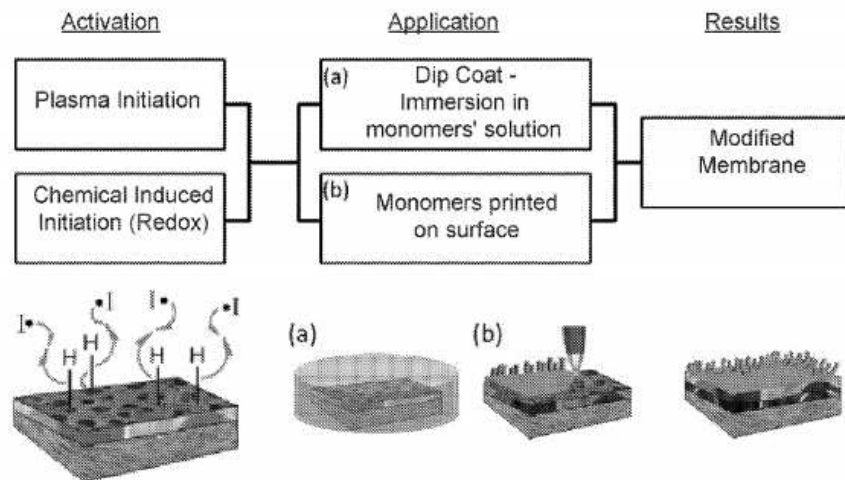 Activation
Application
Results
Plasma Initiation
Chemical Induced
Initiation (Redox)
(a)
Dip Coat -
Immersion in
monomers' solution
(b)
Monomers printed
on surface
Modified
Membrane
I I I I
H H H H
(a)
(b)